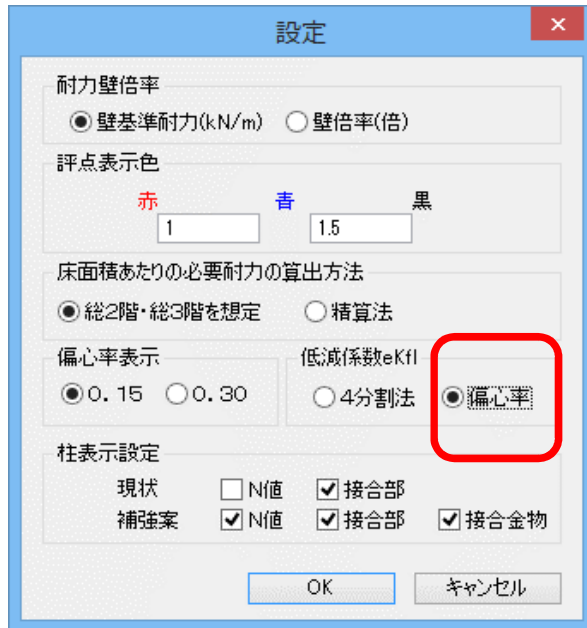 設定
耐力壁倍率
壁基準耐力(kN/m) 壁倍率(倍)
評点表示色
赤 青 黒
1 1.5
床面積あたりの必要耐力の算出方法
総2階・総3階を想定 積算法
偏心率表示 低減係数eKfl
0.15 0.30 4分割法 偏心率
柱表示設定
現状 N値 接合部
補強案 N値 接合部 接合金物
OK キャンセル